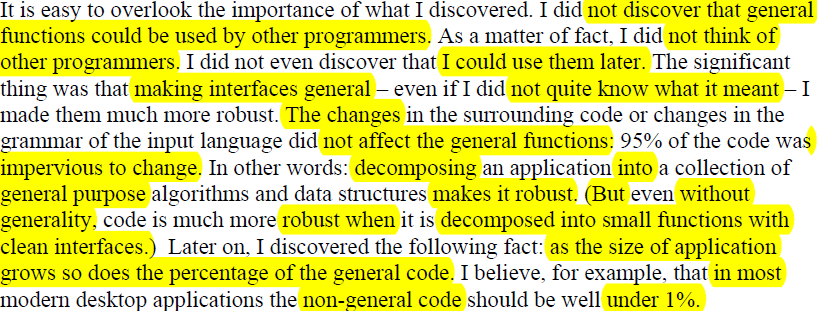 It is easy to overlook the importance of what I discovered. I did not discover that general
functions could be used by other programmers. As a matter of fact, I did not think of
other programmers. I did not even discover that I could use them later. The significant
thing was that making interfaces general – even if I did not quite know what it meant – I
made them much more robust. The changes in the surrounding code or changes in the
grammar of the input language did not affect the general functions: 95% of the code was
impervious to change. In other words: decomposing an application into a collection of
general purpose algorithms and data structures makes it robust. (But even without
generality, code is much more robust when it is decomposed into small functions with
clean interfaces.) Later on, I discovered the following fact: as the size of application
grows so does the percentage of the general code. I believe, for example, that in most
modern desktop applications the non-general code should be well under 1%.